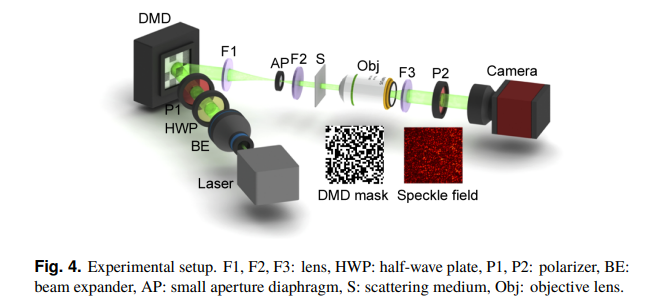 DMD
F1
AP
F2
S
Obj
F3
P2
Camera
P1
HWP
BE
Laser
DMD mask
Speckle field
Fig. 4. Experimental setup. F1, F2, F3: lens, HWP: half-wave plate, P1, P2: polarizer, BE:
beam expander, AP: small aperture diaphragm, S: scattering medium, Obj: objective lens.